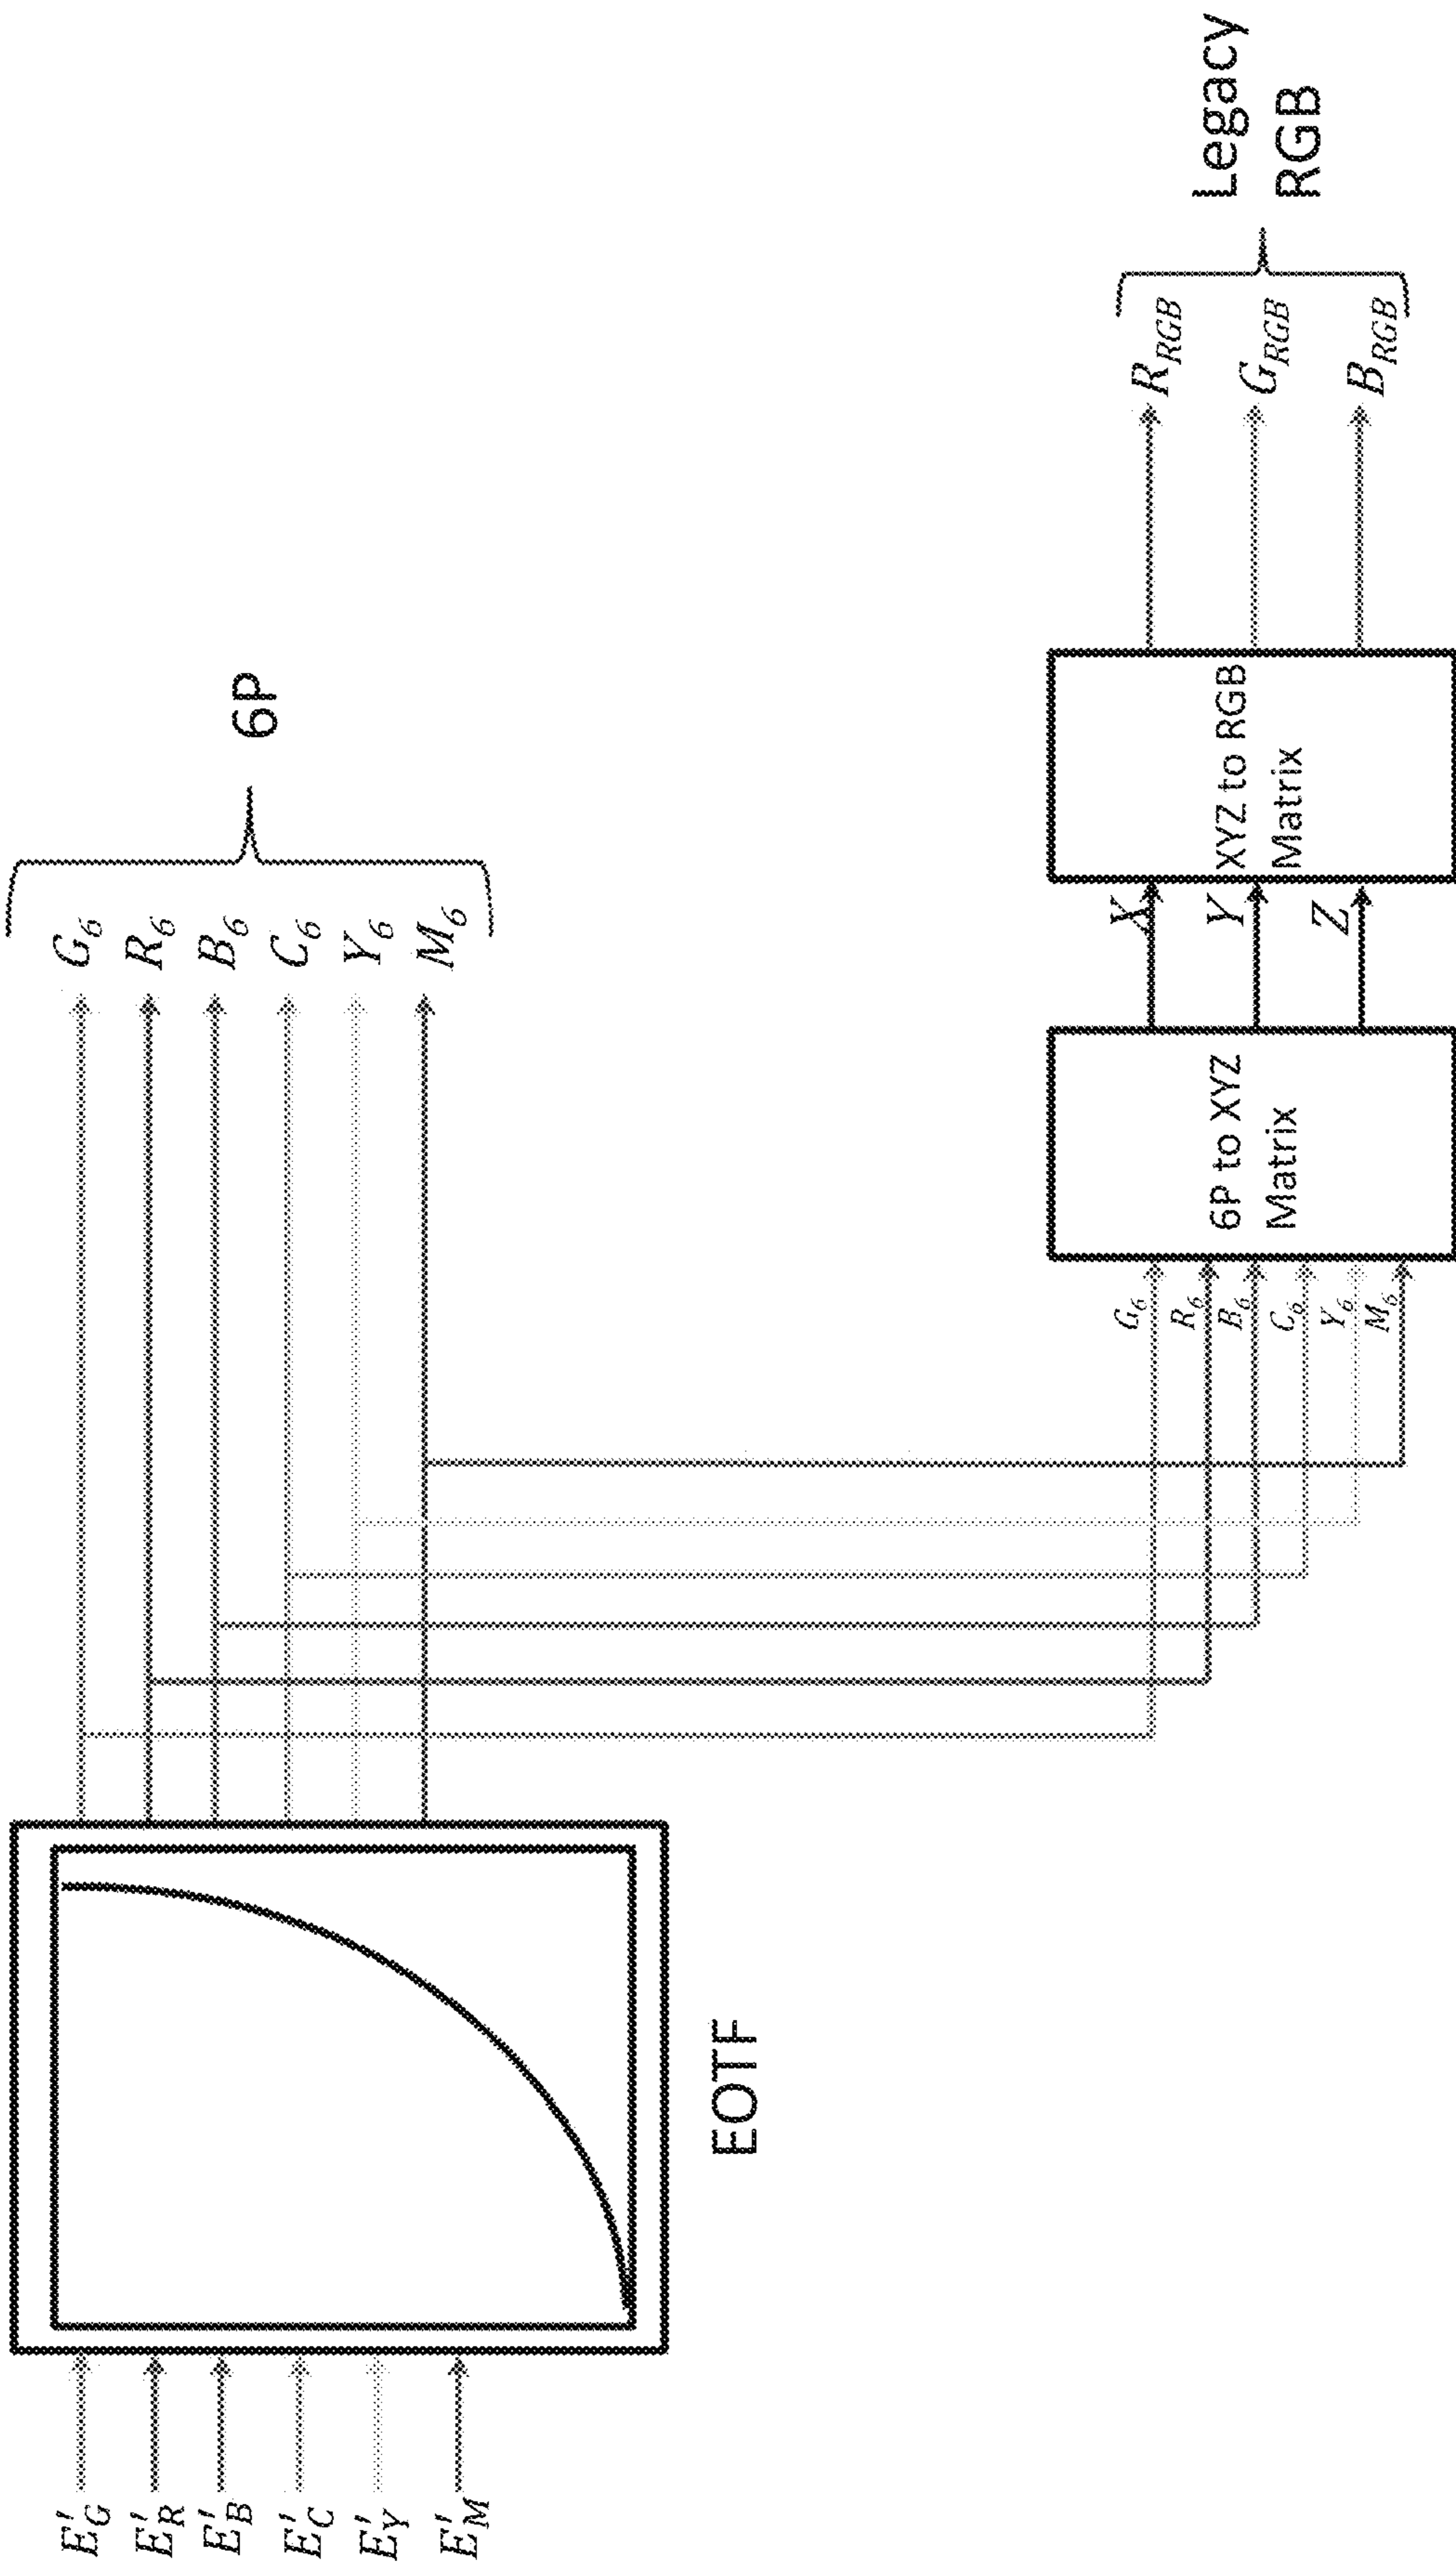 E'G
E'R
E'B
E'C
E'Y
E'M
EOTF
G6
R6
B6
C6
Y6
M6
6P
G6
R6
B6
C6
Y6
M6
6P to XYZ
Matrix
X
Y
Z
XYZ to RGB
Matrix
RRGB
GRGB
BRGB
Legacy
RGB